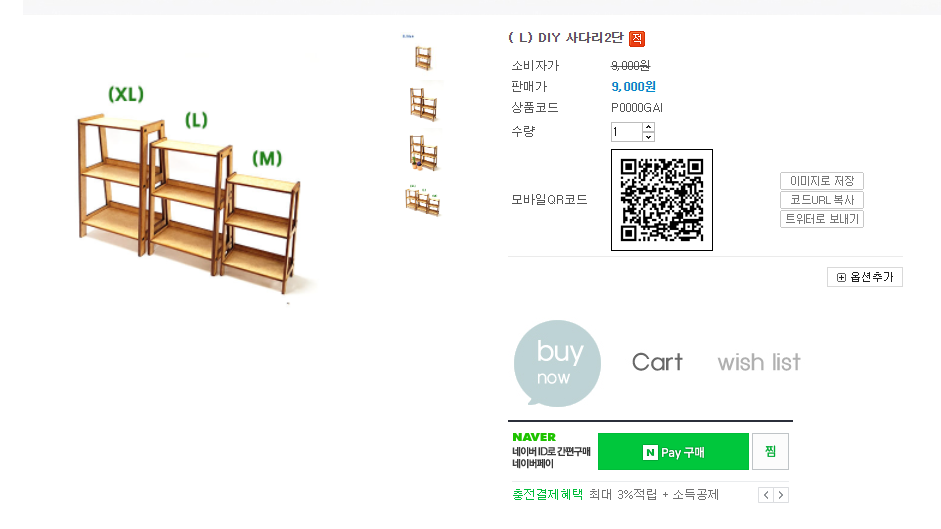 ( L) DIY 사다리2단 적
소비자가 9,000원
판매가 9,000원
상품코드 P0000GAI
수량 1
(XL)
(L)
(M)
모바일QR코드
이미지로 저장
코드URL 복사
트위터로 보내기
옵션추가
buy now
Cart
wish list
NAVER
네이버ID로 간편구매
네이버페이
N Pay 구매
찜
충전결제혜택 최대 3%적립 + 소득공제